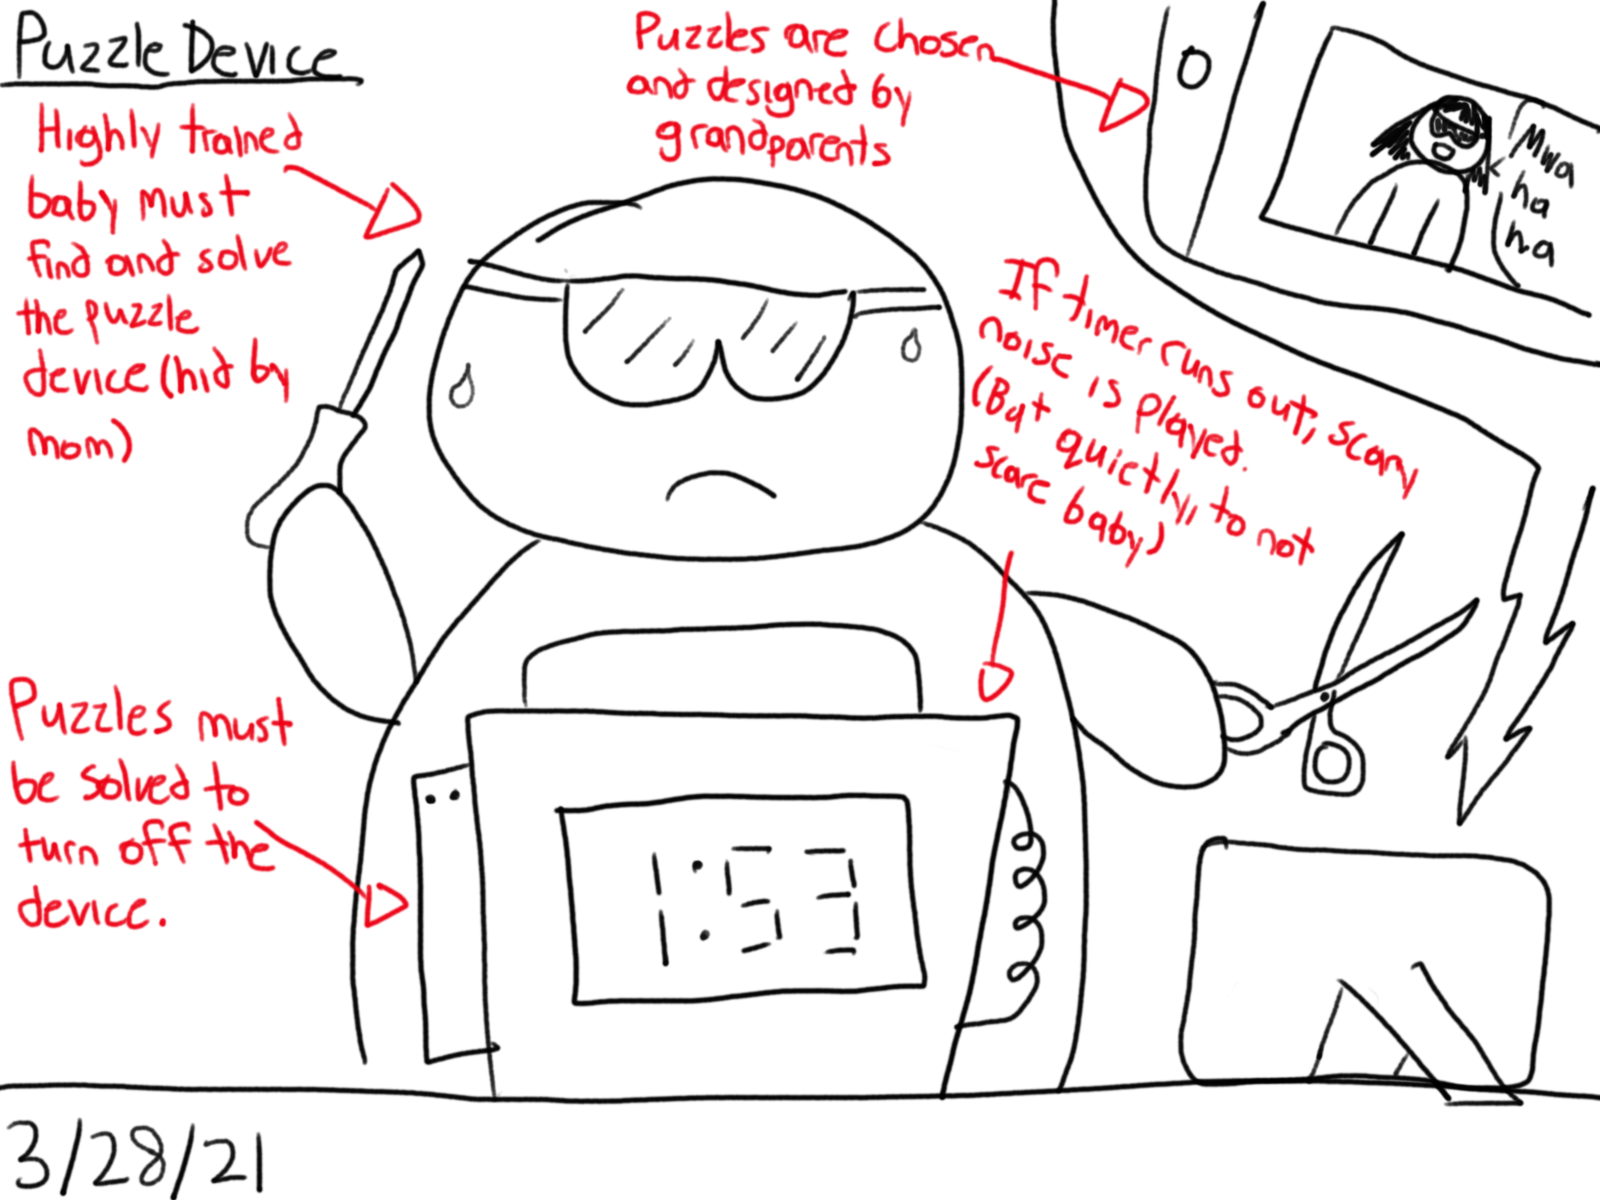 Puzzle Device
Highly trained
baby must
find and solve
the puzzle
device (hid by
mom)
Puzzles are chosen
and designed by
grandparents
Mwa
ha
ha
If timer runs out, scary
noise is played.
(But quietly, to not
scare baby)
Puzzles must
be solved to
turn off the
device.
1:53
3/28/21